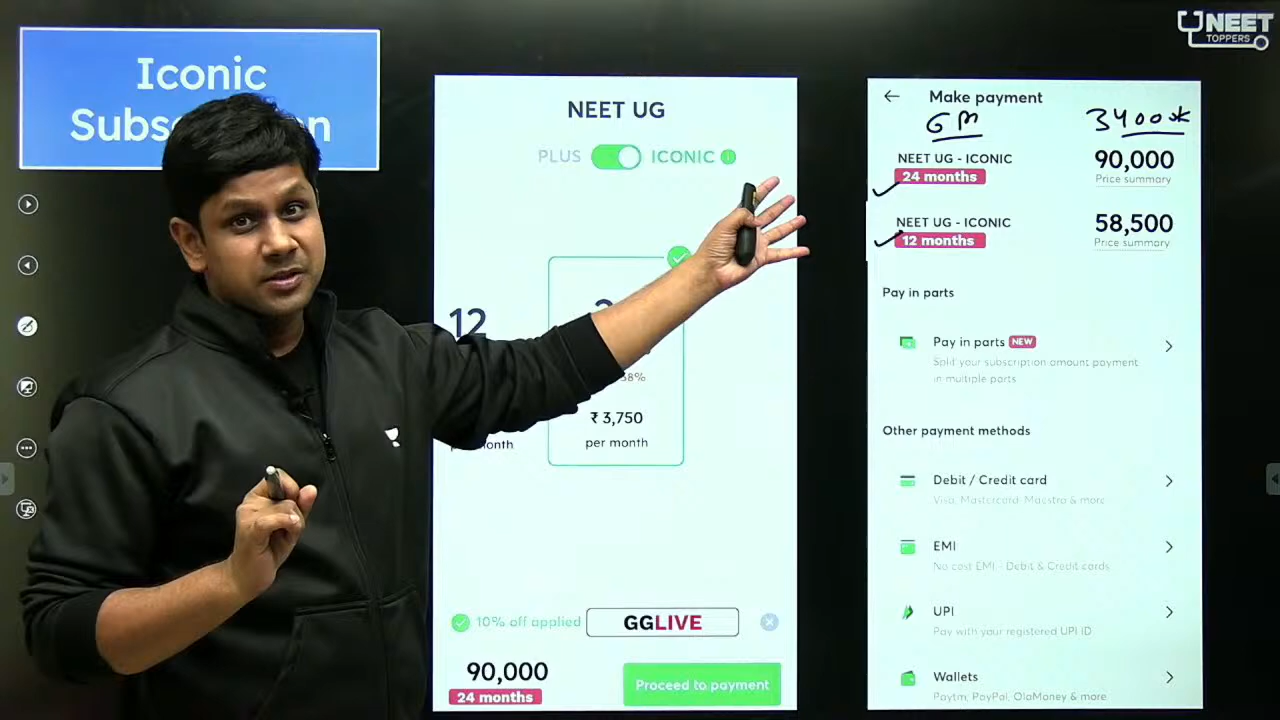 Iconic
Subs on
NEET UG
PLUS ICONIC
12
38%
₹ 3,750
per month
month
10% off applied GGLIVE
90,000
24 months
Proceed to payment
NEET
TOPPERS
Make payment
6M 3400*
NEET UG - ICONIC 90,000
24 months Price summary
NEET UG - ICONIC 58,500
12 months Price summary
Pay in parts
Pay in parts NEW
Split your subscription amount payment
in multiple parts
Other payment methods
Debit / Credit card
Visa, Mastercard, Maestra & more
EMI
No cost EMI - Debit & Credit cards
UPI
Pay with your registered UPI iD
Wallets
Paytm, PayPal, OlaMoney & more